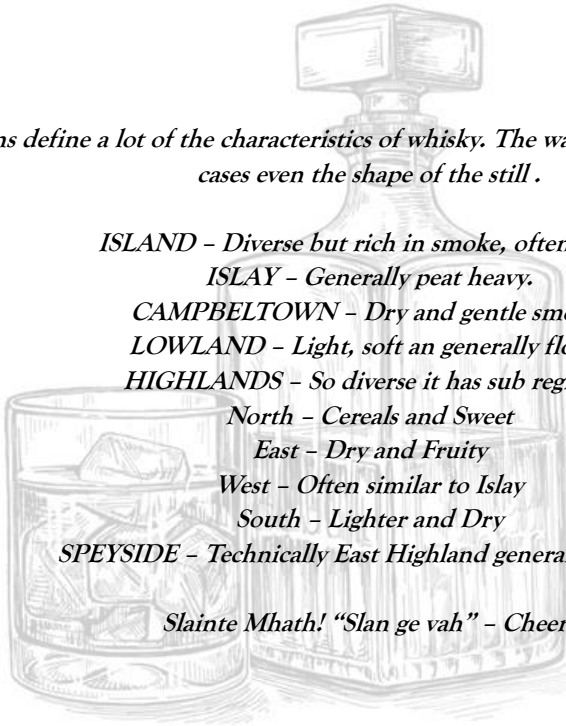 define a lot of the characteristics of whisky. The
cases even the shape of the still .
ISLAND – Diverse but rich in smoke, often
ISLAY – Generally peat heavy.
CAMPBELTOWN – Dry and gentle
LOWLAND – Light, soft an generally
HIGHLANDS – So diverse it has sub
North – Cereals and Sweet
East – Dry and Fruity
West – Often similar to Islay
South – Lighter and Dry
SPEYSIDE – Technically East Highland
Slainte Mhath! “Slan ge vah” –